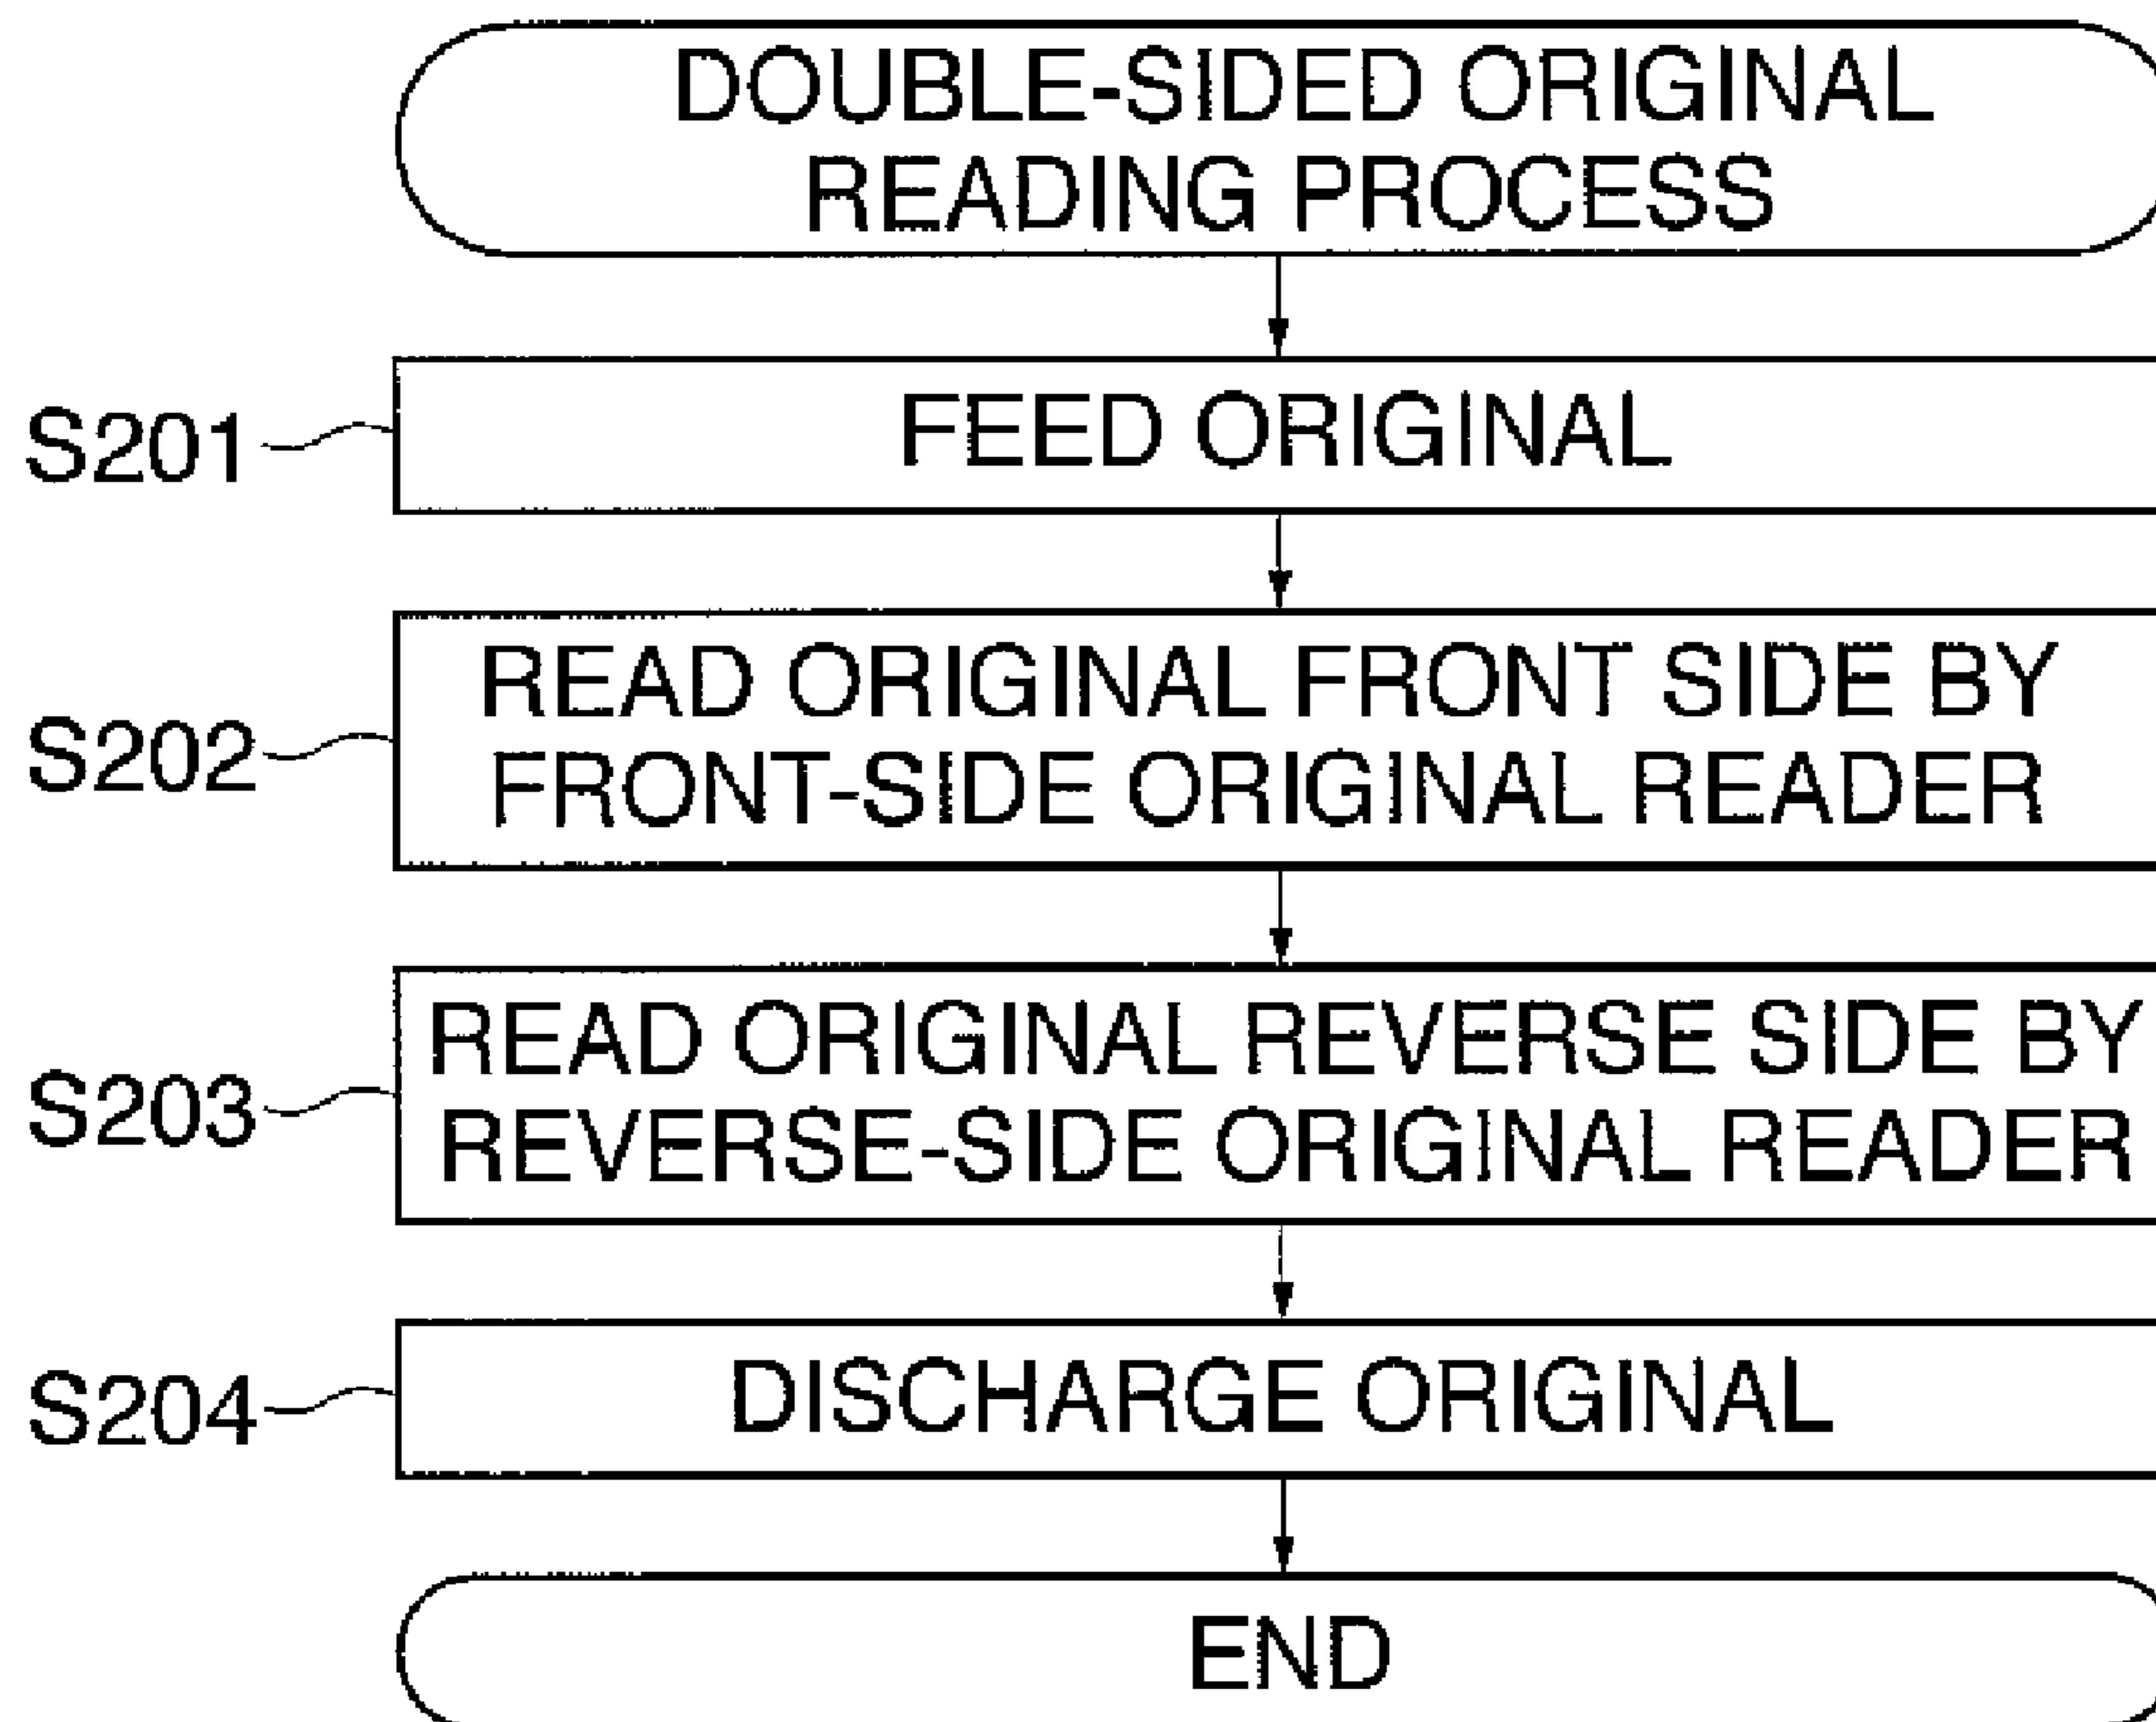 DOUBLE-SIDED ORIGINAL
READING PROCESS
S201
FEED ORIGINAL
S202
READ ORIGINAL FRONT SIDE BY
FRONT-SIDE ORIGINAL READER
S203
READ ORIGINAL REVERSE SIDE BY
REVERSE-SIDE ORIGINAL READER
S204
DISCHARGE ORIGINAL
END